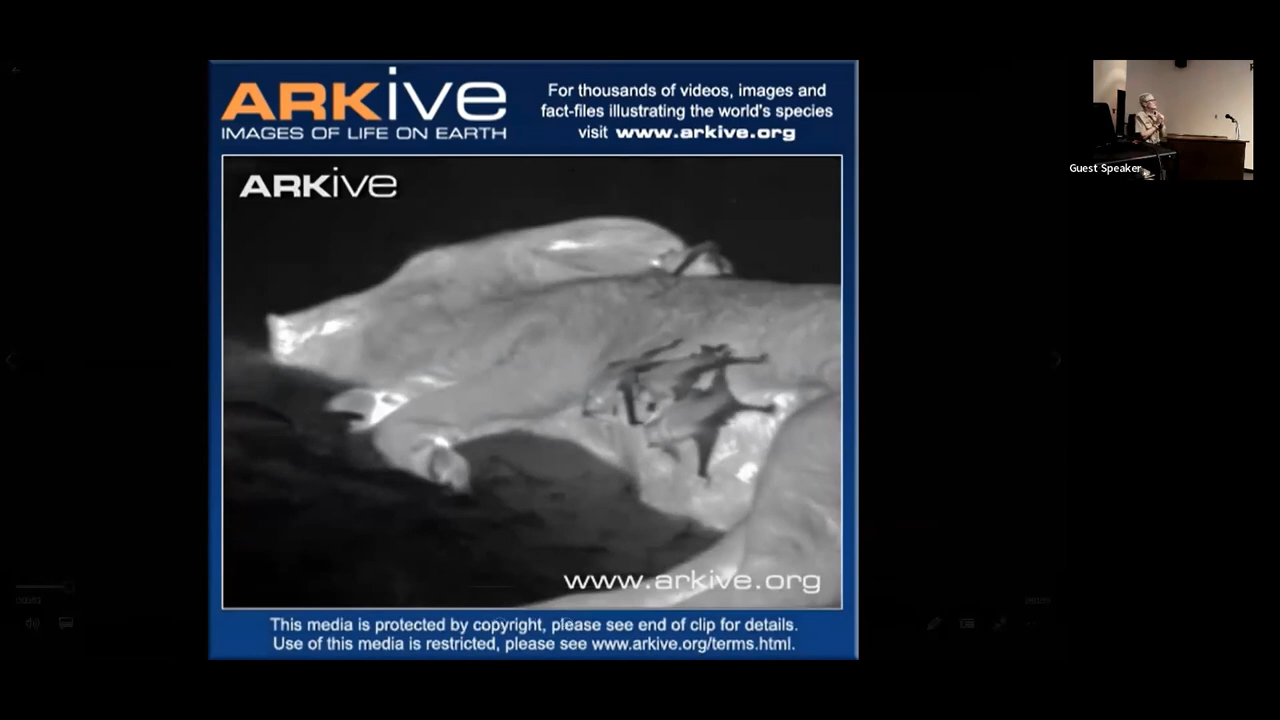 ARKive
IMAGES OF LIFE ON EARTH
For thousands of videos, images and
fact-files illustrating the world's species
visit www.arkive.org
ARKive
www.arkive.org
This media is protected by copyright, please see end of clip for details.
Use of this media is restricted, please see www.arkive.org/terms.html.
Guest Speaker